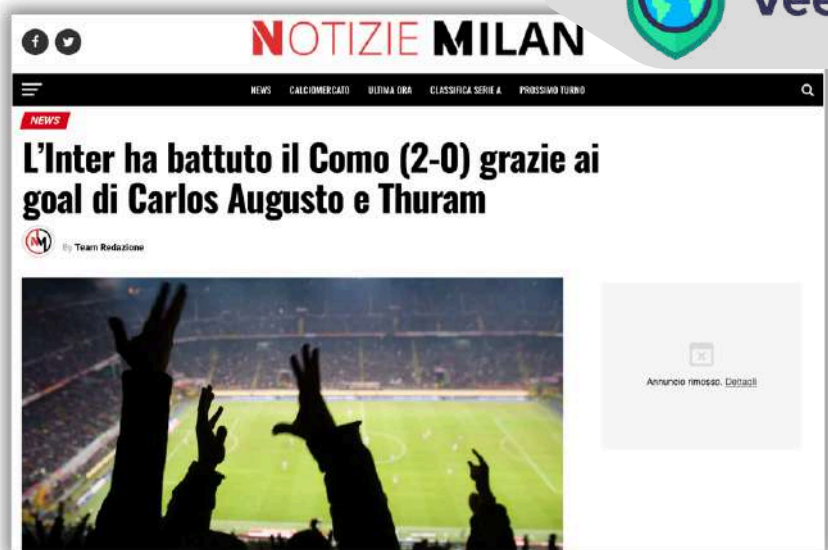 NOTIZIE MILAN
NEWS CALCIOMERCATO ULTIMA ORA CLASSIFICA SERIE A PROSSIMO TURNO
NEWS
L'Inter ha battuto il Como (2-0) grazie ai
goal di Carlos Augusto e Thuram
By Team Redazione
Annuncio rimosso. Dettagli